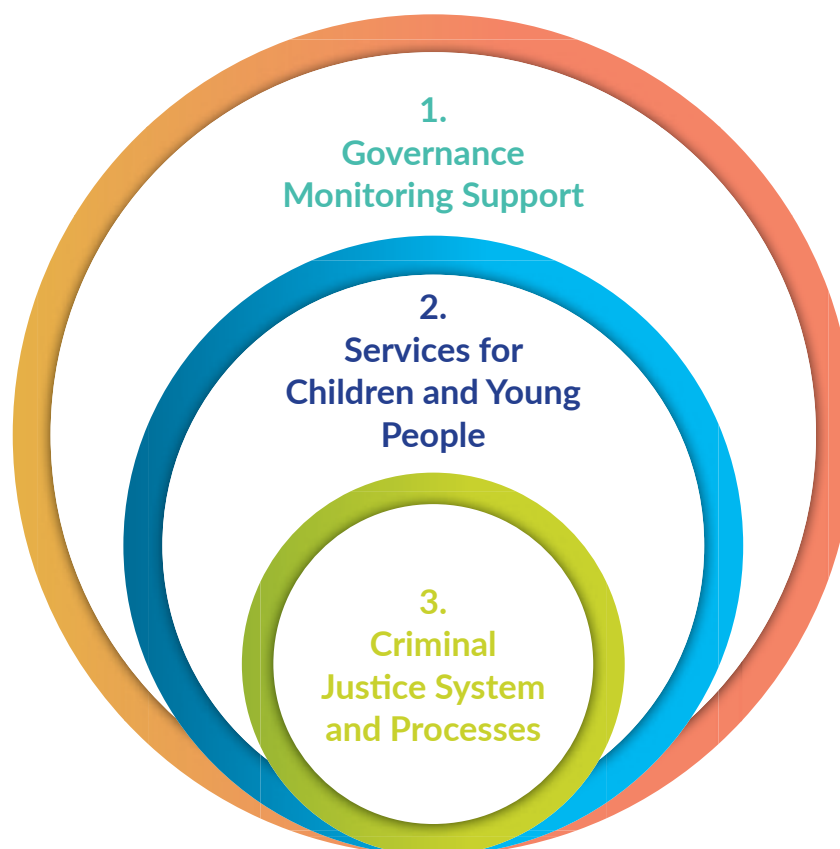 1.
Governance
Monitoring Support
2.
Services for
Children and Young
People
3.
Criminal
Justice System
and Processes